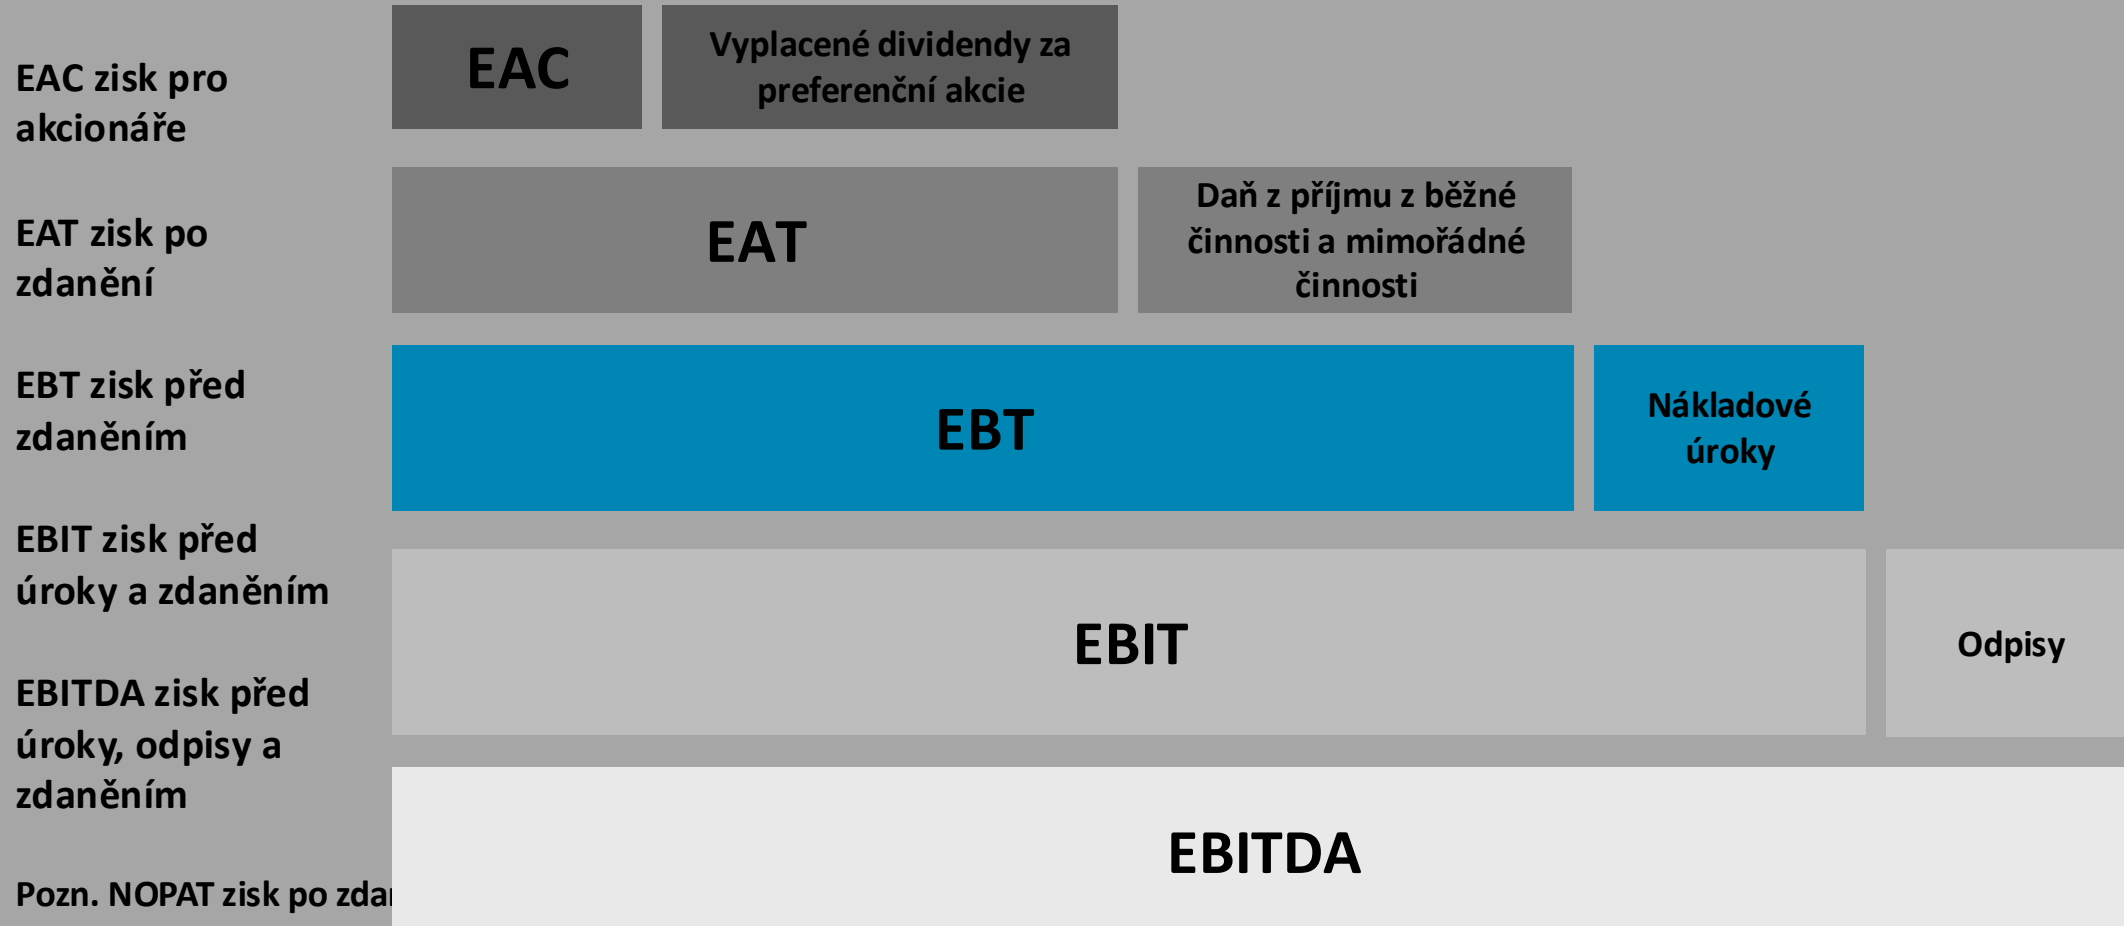 EAC zisk pro
akcionáře
EAT zisk po
zdanění
EBT zisk před
zdaněním
EBIT zisk před
úroky a zdaněním
EBITDA zisk před
úroky, odpisy a
zdaněním
Pozn. NOPAT zisk po
EAC
Vyplacené dividendy za
preferenční akcie
EAT
Daň z příjmu z běžné
činnosti a mimořádné
činnosti
EBT
Nákladové
úroky
EBIT
Odpisy
EBITDA